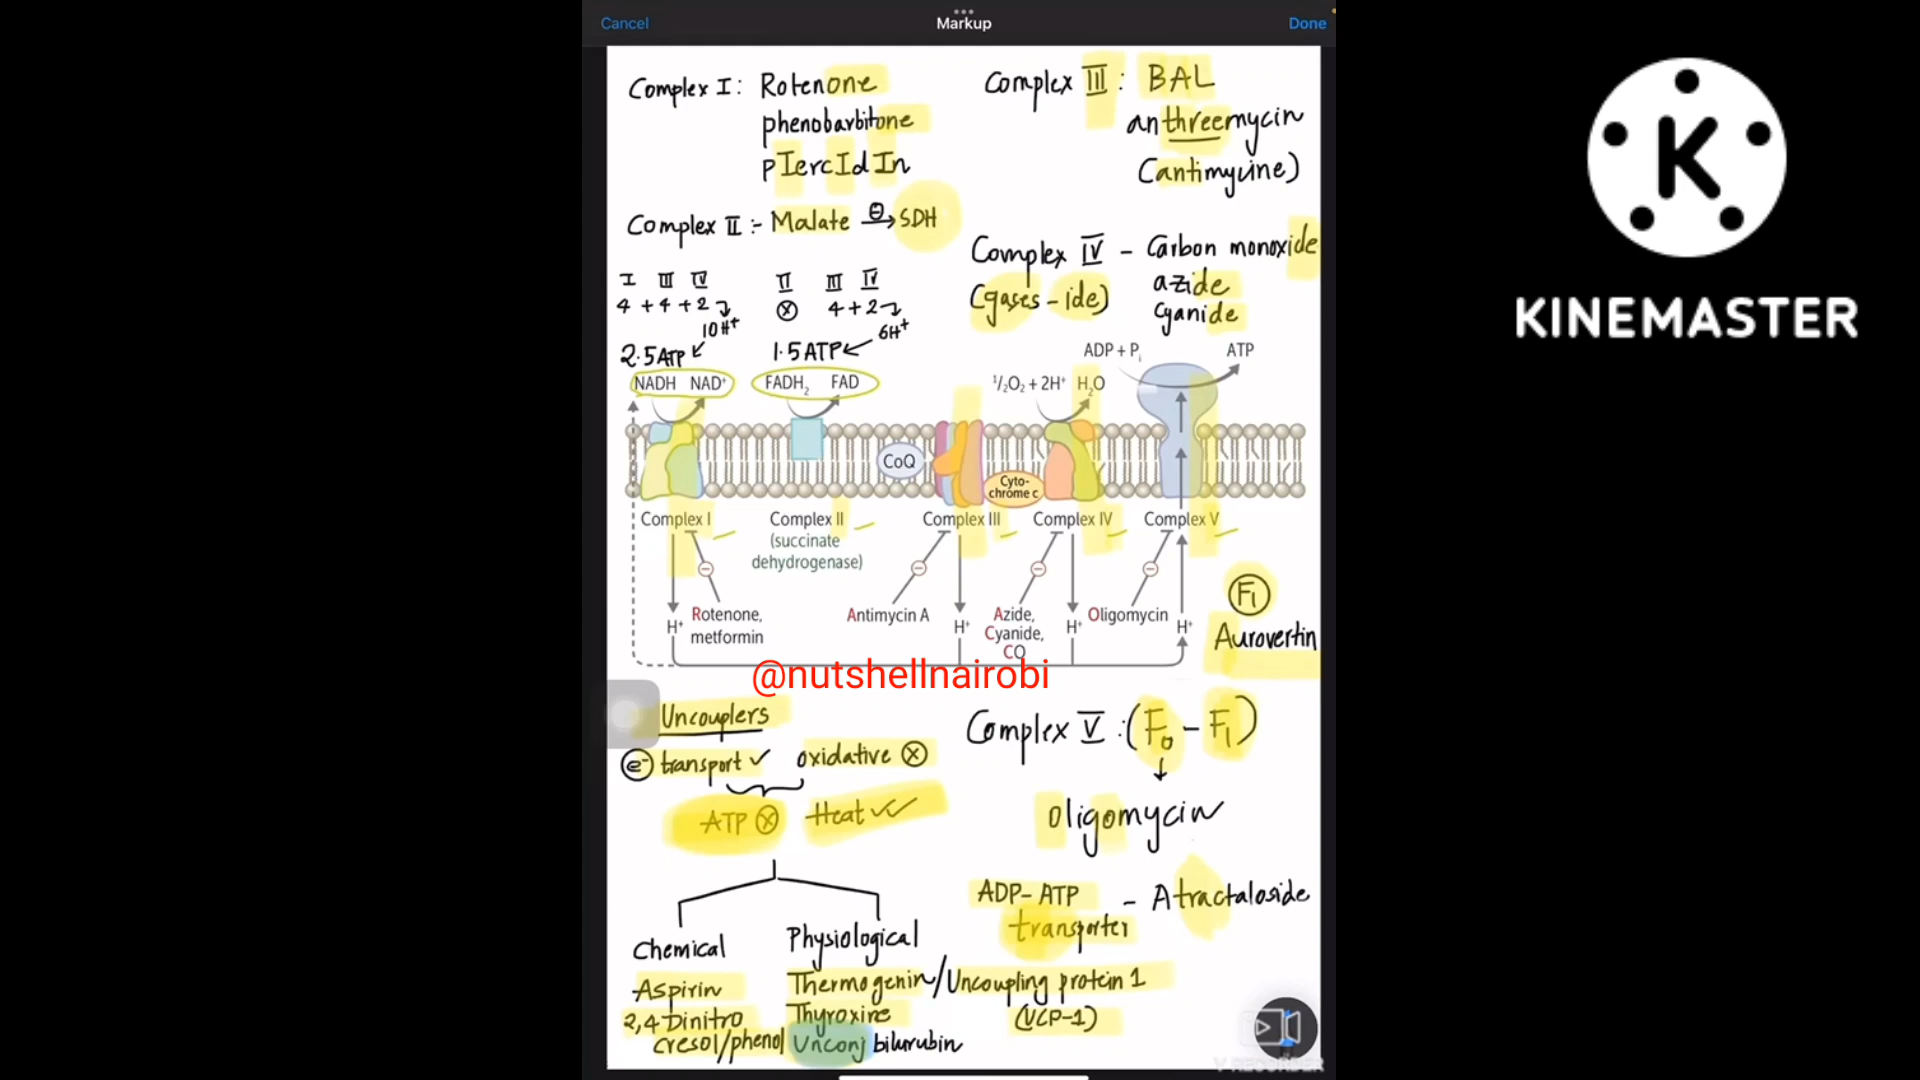 Cancel
Markup
Done
Complex I: Rotenone
phenobarbitone
pIercIdIn
Complex II :- Malate ⊖→ SDH
Complex III : BAL
anthreemycin
(antimycine)
Complex IV - Carbon monoxide
(gases - ide) azide
cyanide
I III IV
4 + 4 + 2
10H⁺
2.5ATP
II III IV
⊗ 4 + 2
6H⁺
1.5ATP
NADH NAD⁺
FADH₂ FAD
½O₂ + 2H⁺ H₂O
ADP + Pᵢ ATP
CoQ
Cyto-
chrome c
Complex I
Complex II
(succinate
dehydrogenase)
Complex III
Complex IV
Complex V
Rotenone,
metformin
H⁺
Antimycin A
H⁺
Azide,
Cyanide,
CO
H⁺
Oligomycin
H⁺
F₁
Aurovertin
@nutshellnairobi
Uncouplers
e⁻ transport ✓ oxidative ⊗
ATP ⊗ Heat ✓✓
Chemical
Aspirin
2,4 Dinitro
cresol/phenol
Physiological
Thermogenin/Uncoupling protein 1
(UCP-1)
Thyroxine
Unconj bilurubin
Complex V :(F₀ - F₁)
↓
Oligomycin
ADP-ATP
transporter - Atractaloside
K
KINEMASTER
V RECORDER